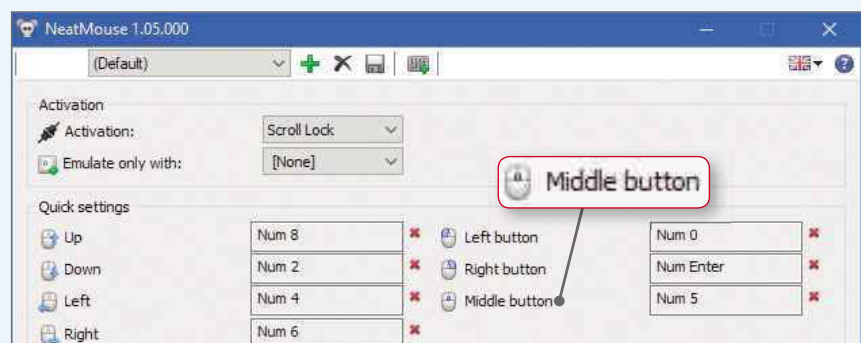 NeatMouse 1.05.000
(Default)
Activation
Activation: Scroll Lock
Emulate only with: [None]
Middle button
Quick settings
Up Num 8 Left button Num 0
Down Num 2 Right button Num Enter
Left Num 4 Middle button Num 5
Right Num 6